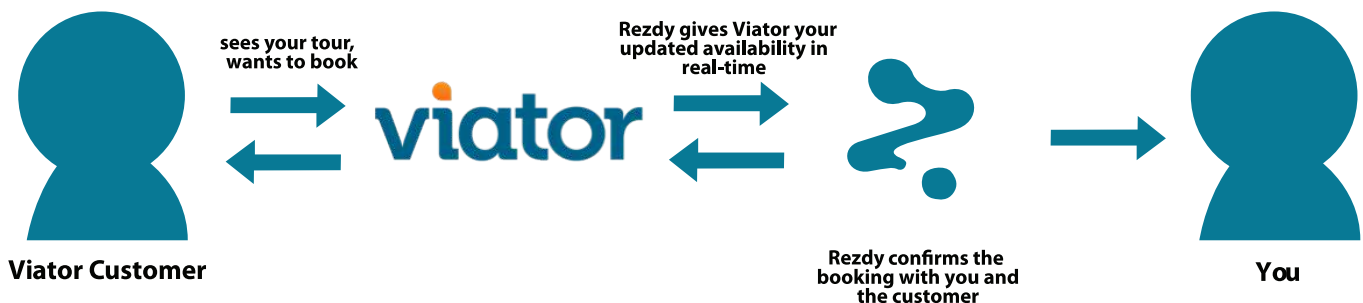 sees your tour,
wants to book
Rezdy gives Viator your
updated availability in
real-time
viator
Viator Customer
Rezdy confirms the
booking with you and
the customer
You